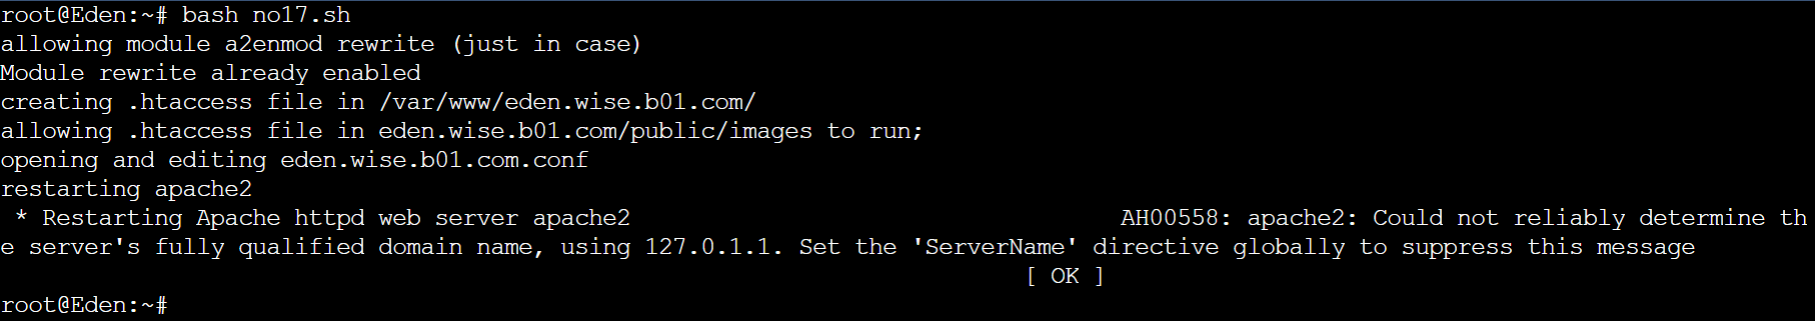 root@Eden:~# bash no17.sh
allowing module a2enmod rewrite (just in case)
Module rewrite already enabled
creating .htaccess file in /var/www/eden.wise.b01.com/
allowing .htaccess file in eden.wise.b01.com/public/images to run;
opening and editing eden.wise.b01.com.conf
restarting apache2
 * Restarting Apache httpd web server apache2                                   AH00558: apache2: Could not reliably determine th
e server's fully qualified domain name, using 127.0.1.1. Set the 'ServerName' directive globally to suppress this message
                                                                         [ OK ]
root@Eden:~#